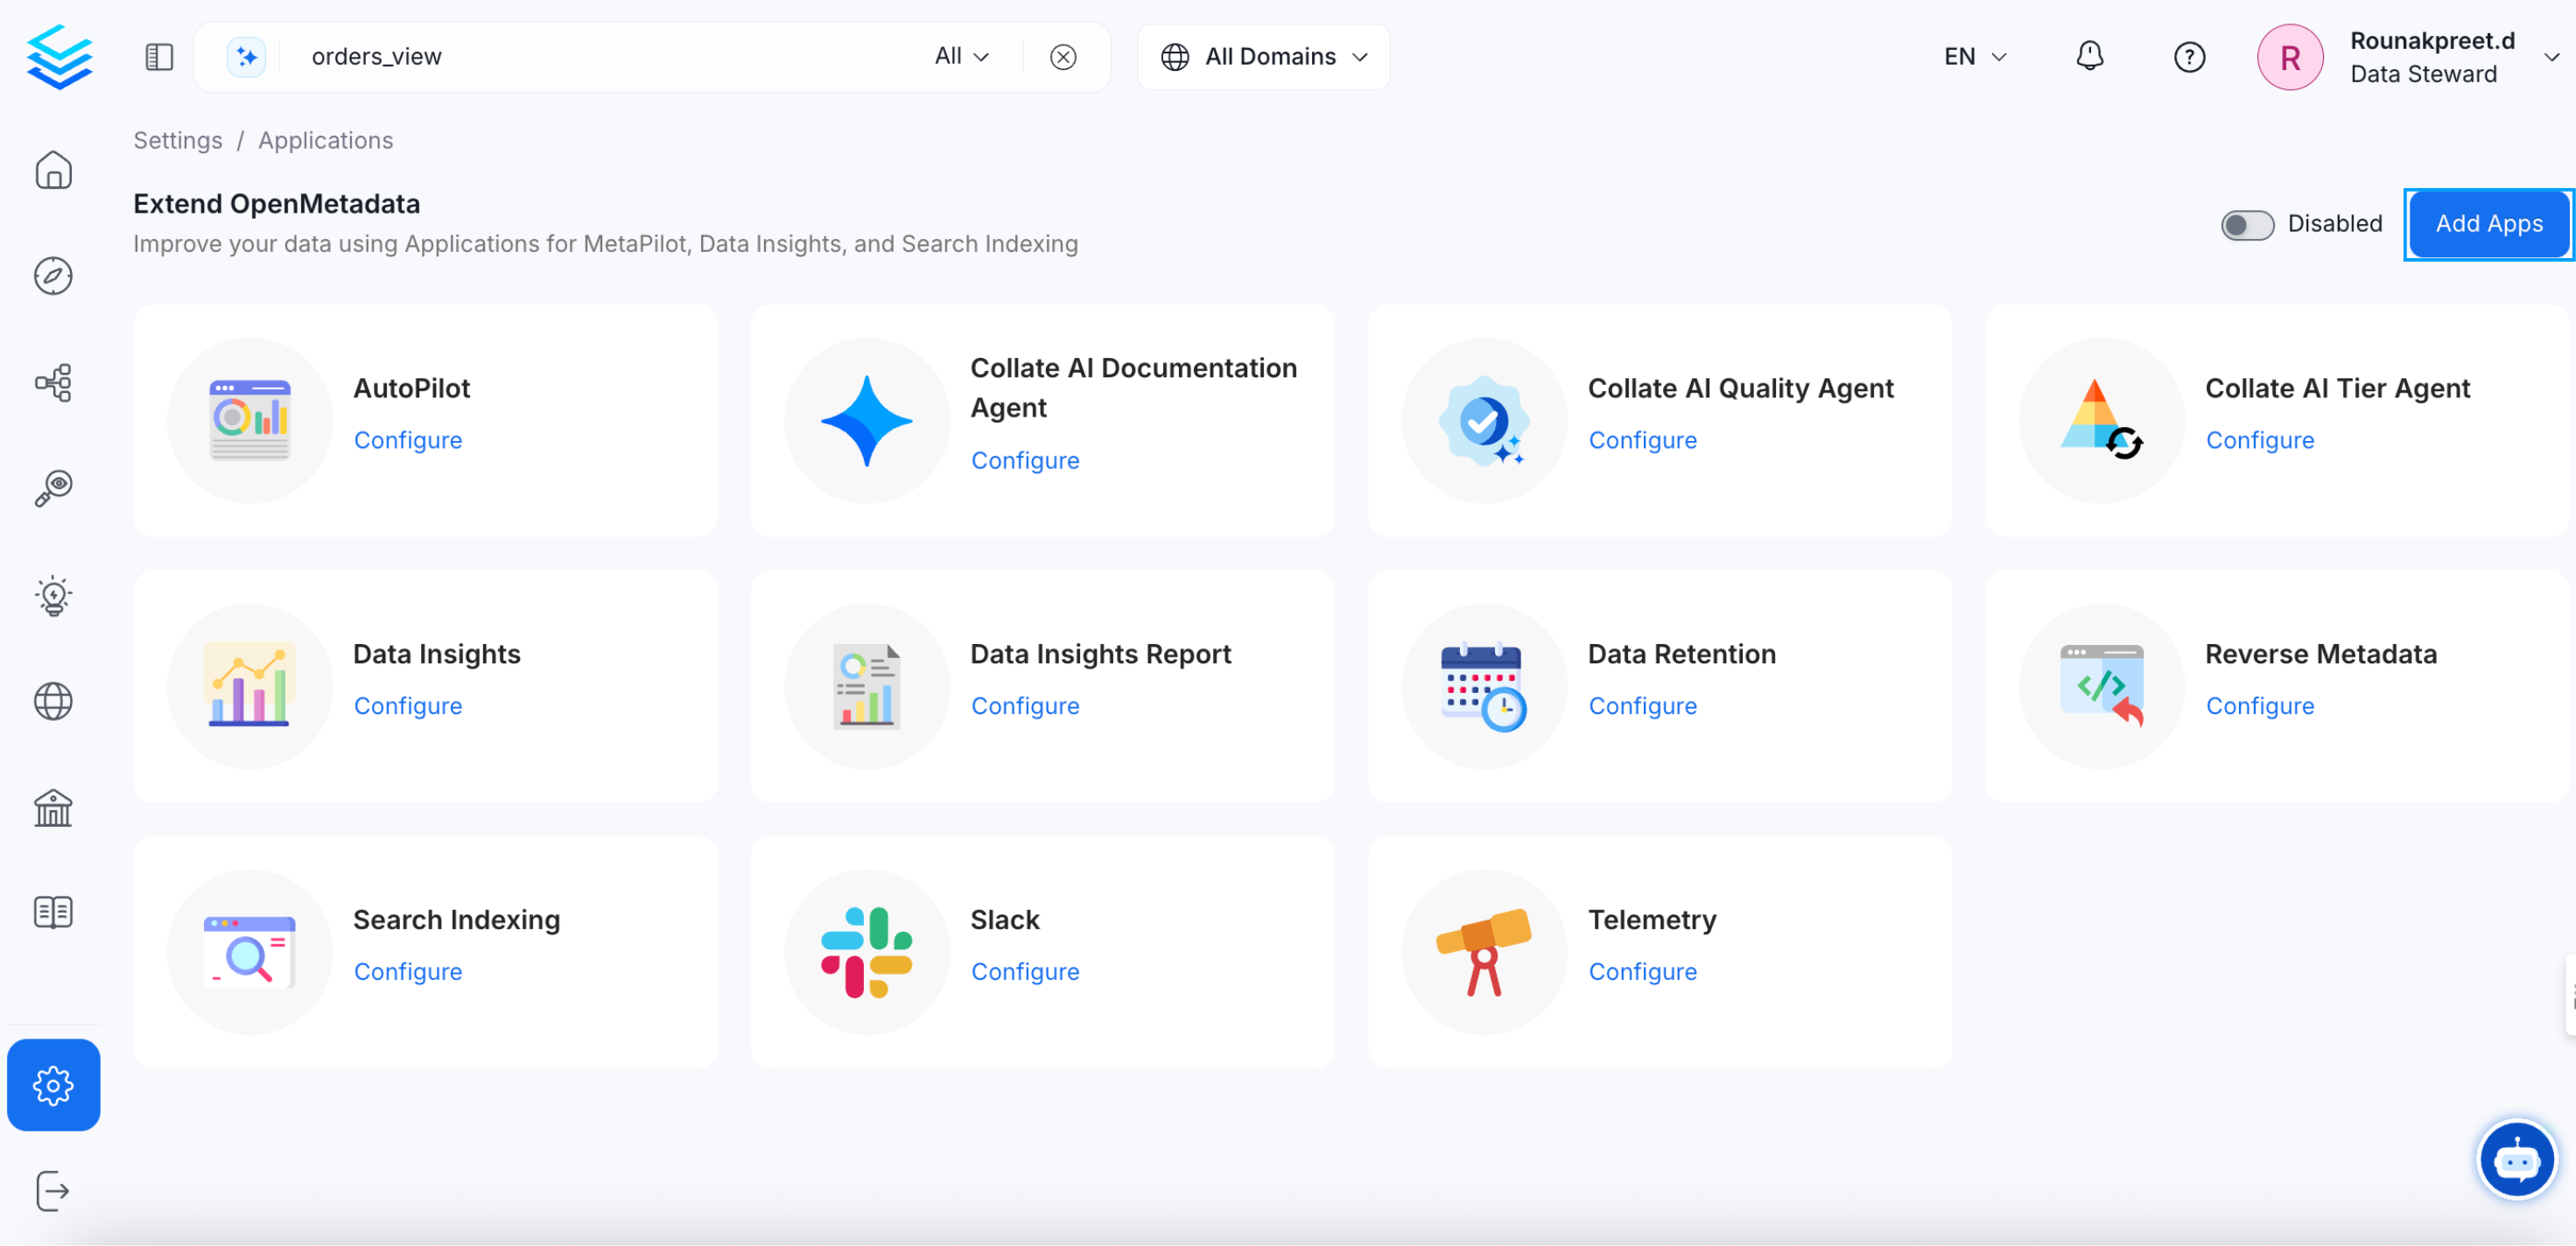 orders_view
All
All Domains
EN
R
Rounakpreet.d
Data Steward
Settings / Applications
Extend OpenMetadata
Improve your data using Applications for MetaPilot, Data Insights, and Search Indexing
Disabled
Add Apps
AutoPilot
Configure
Collate AI Documentation
Agent
Configure
Collate AI Quality Agent
Configure
Collate AI Tier Agent
Configure
Data Insights
Configure
Data Insights Report
Configure
Data Retention
Configure
Reverse Metadata
Configure
Search Indexing
Configure
Slack
Configure
Telemetry
Configure